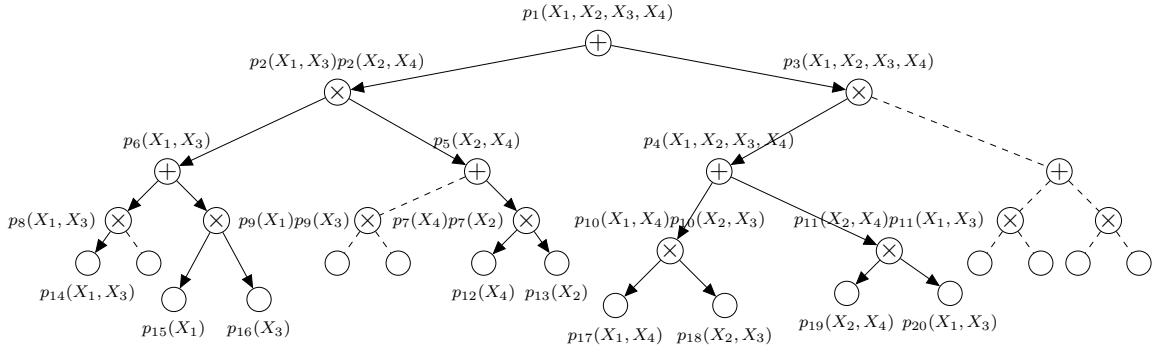 p₁(X₁, X₂, X₃, X₄)
+
p₂(X₁, X₃)p₂(X₂, X₄)
p₃(X₁, X₂, X₃, X₄)
×
×
p₆(X₁, X₃)
p₅(X₂, X₄)
p₄(X₁, X₂, X₃, X₄)
+
+
+
+
p₈(X₁, X₃)
p₉(X₁)p₉(X₃)
p₇(X₄)p₇(X₂)
p₁₀(X₁, X₄)p₁₀(X₂, X₃)
p₁₁(X₂, X₄)p₁₁(X₁, X₃)
×
×
×
×
×
×
×
×
p₁₄(X₁, X₃)
p₁₂(X₄)
p₁₃(X₂)
p₁₉(X₂, X₄)
p₂₀(X₁, X₃)
p₁₅(X₁)
p₁₆(X₃)
p₁₇(X₁, X₄)
p₁₈(X₂, X₃)